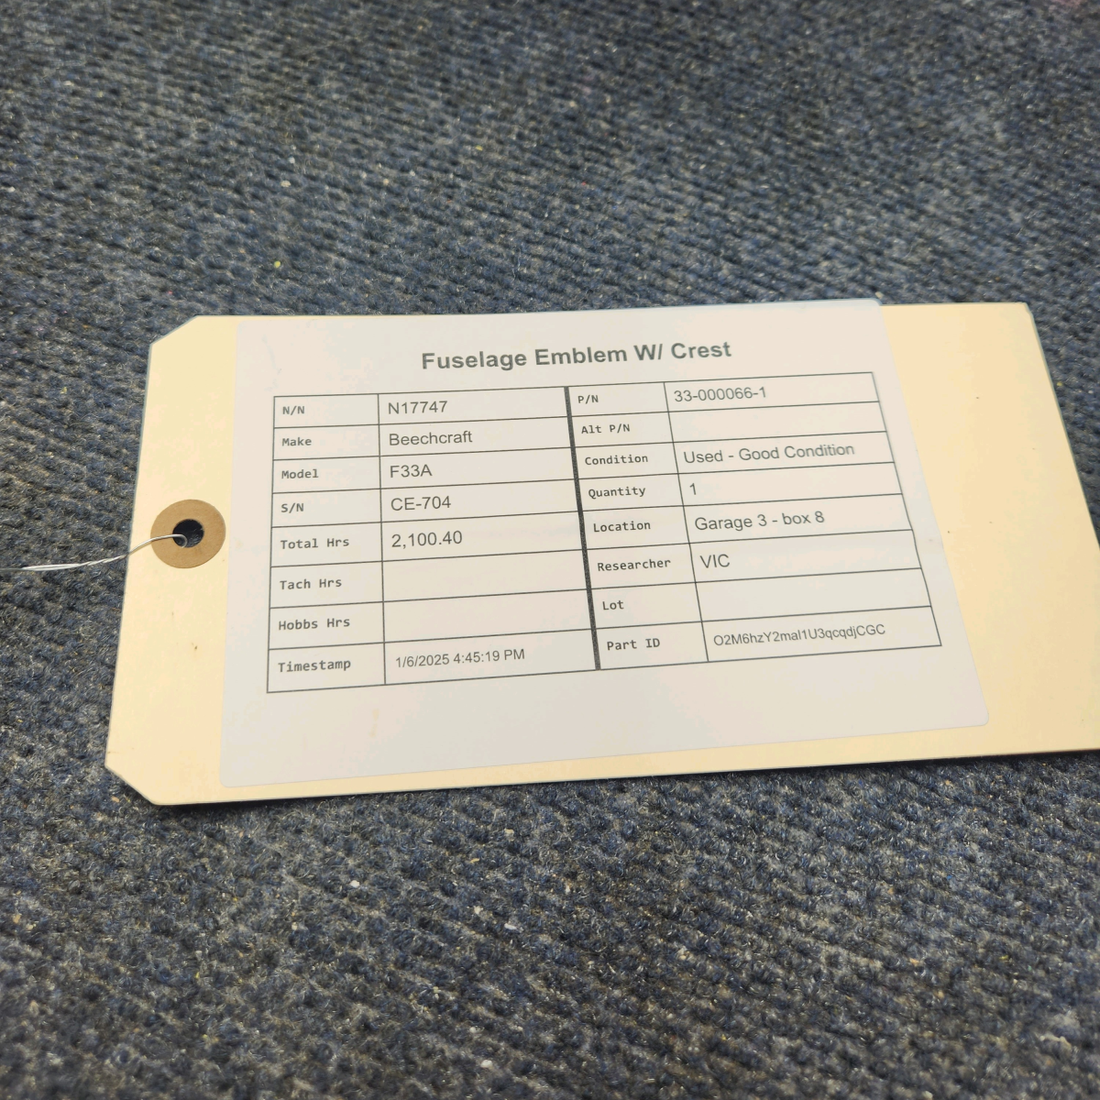 Fuselage Emblem W/ Crest
N/N N17747 P/N 33-000066-1
Make Beechcraft Alt P/N
Model F33A Condition Used - Good Condition
S/N CE-704 Quantity 1
Total Hrs 2,100.40 Location Garage 3 - box 8
Tach Hrs Researcher VIC
Hobbs Hrs Lot
Timestamp 1/6/2025 4:45:19 PM Part ID O2M6hzY2mal1U3qcqdjCGC